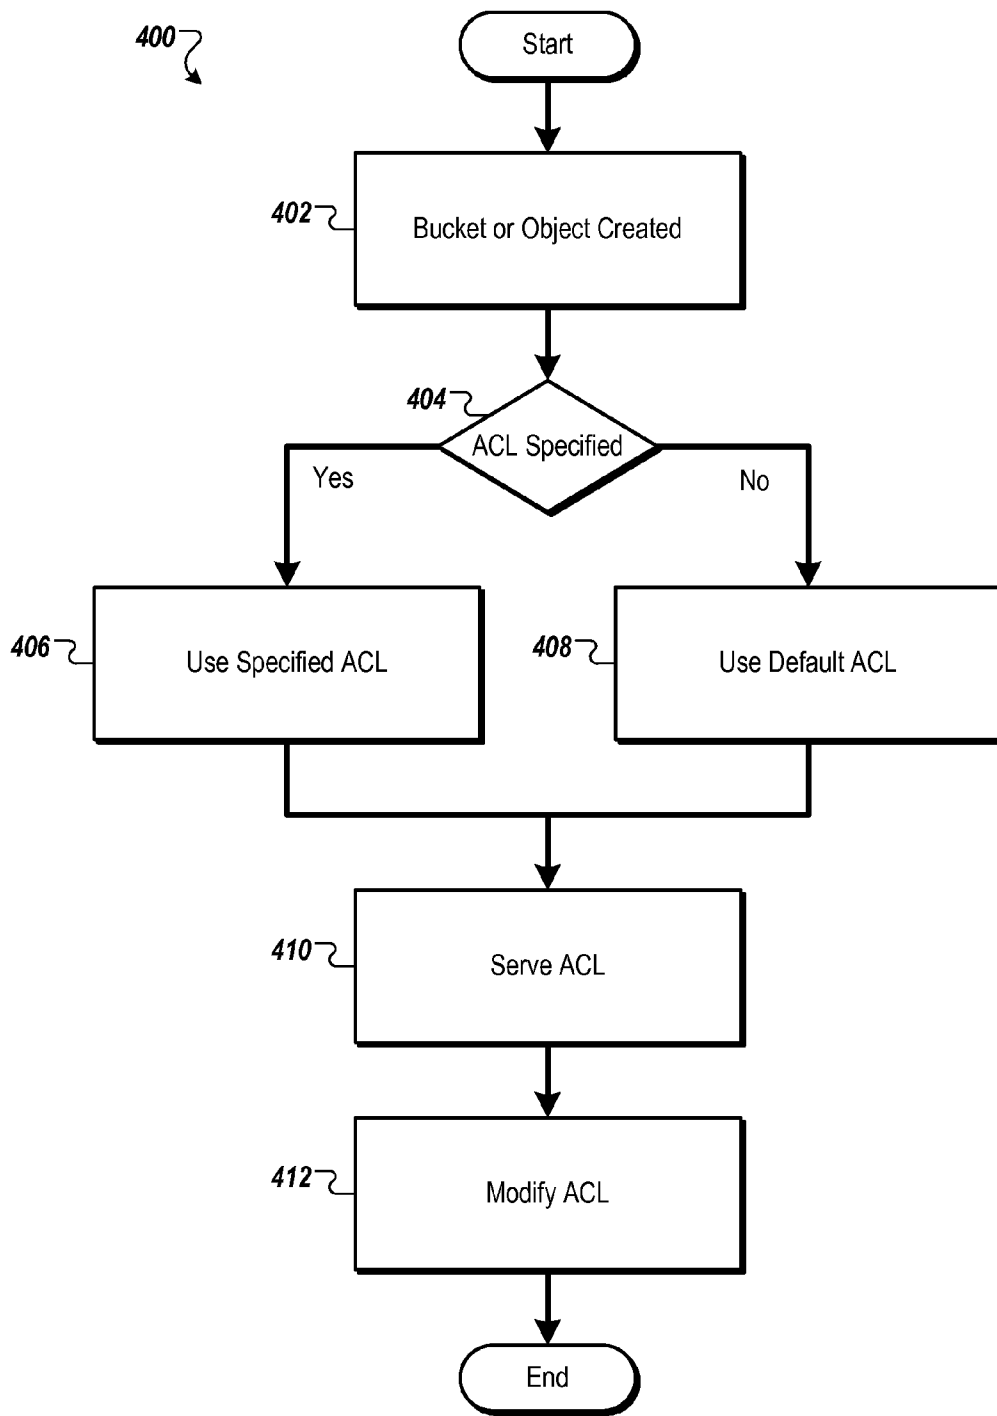 400
Start
402
Bucket or Object Created
404
ACL Specified
Yes
No
406
Use Specified ACL
408
Use Default ACL
410
Serve ACL
412
Modify ACL
End